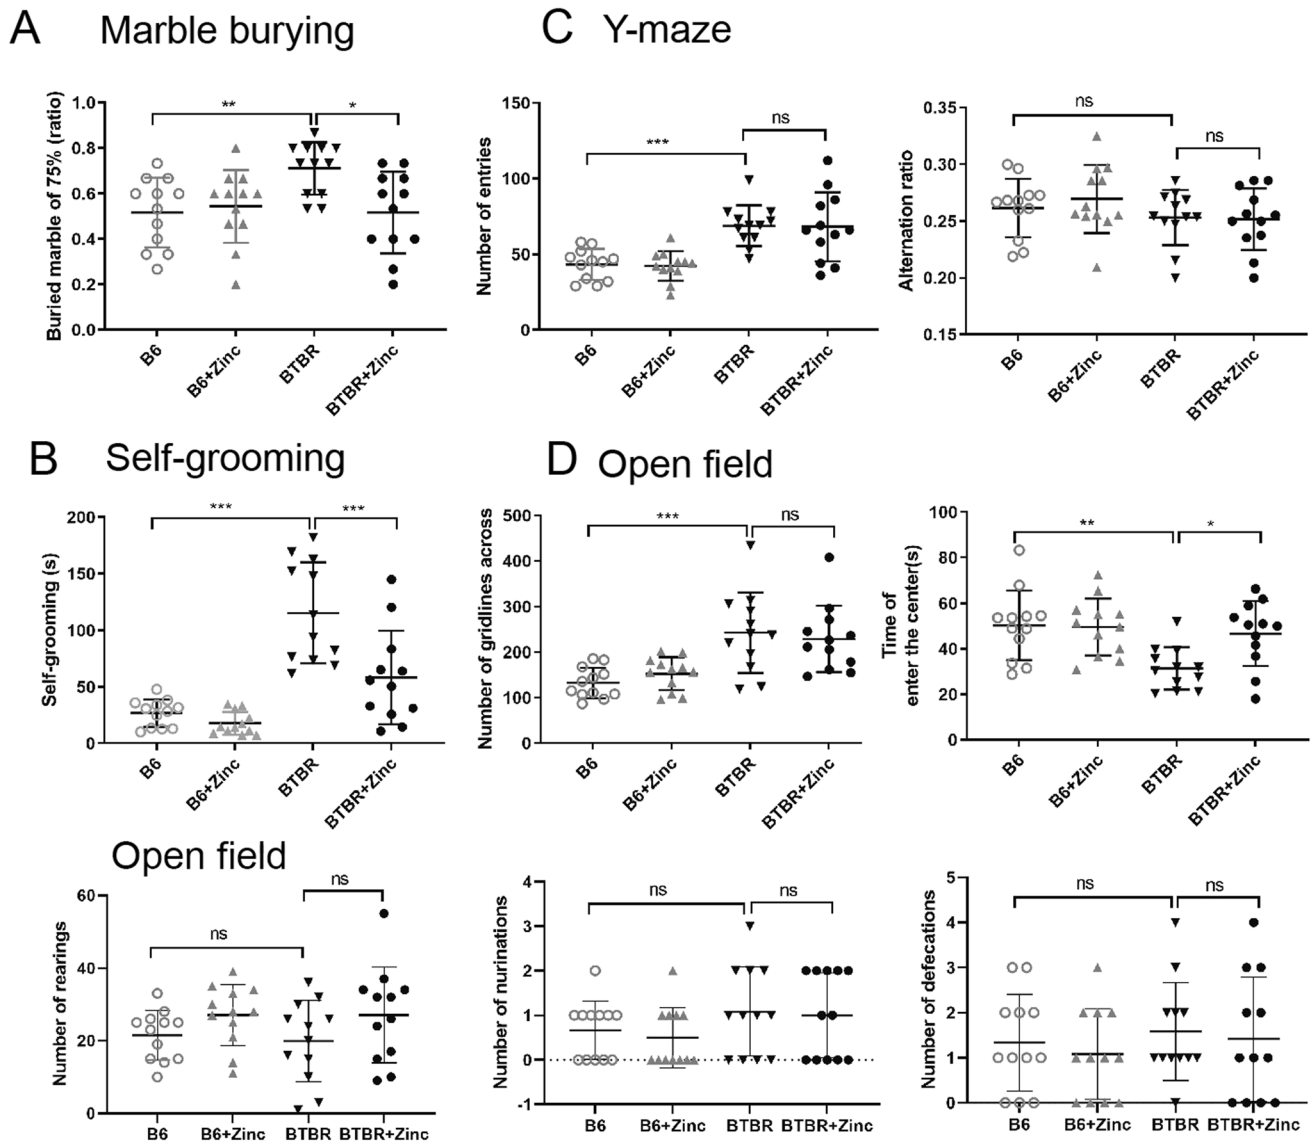 A Marble burying
Buried marble of 75% (ratio)
1.0
0.8
0.6
0.4
0.2
0.0
** *
B6 B6+Zinc BTBR BTBR+Zinc
C Y-maze
Number of entries
150
100
50
0
*** ns
B6 B6+Zinc BTBR BTBR+Zinc
Alternation ratio
0.35
0.30
0.25
0.20
0.15
ns ns
B6 B6+Zinc BTBR BTBR+Zinc
B Self-grooming
Self-grooming (s)
200
150
100
50
0
*** ***
B6 B6+Zinc BTBR BTBR+Zinc
D Open field
Number of gridlines across
500
400
300
200
100
0
*** ns
B6 B6+Zinc BTBR BTBR+Zinc
Time of
enter the center(s)
100
80
60
40
20
0
** *
B6 B6+Zinc BTBR BTBR+Zinc
Open field
Number of rearings
60
40
20
0
ns ns
B6 B6+Zinc BTBR BTBR+Zinc
Number of nurinations
4
3
2
1
0
-1
ns ns
B6 B6+Zinc BTBR BTBR+Zinc
Number of defecations
5
4
3
2
1
0
ns ns
B6 B6+Zinc BTBR BTBR+Zinc